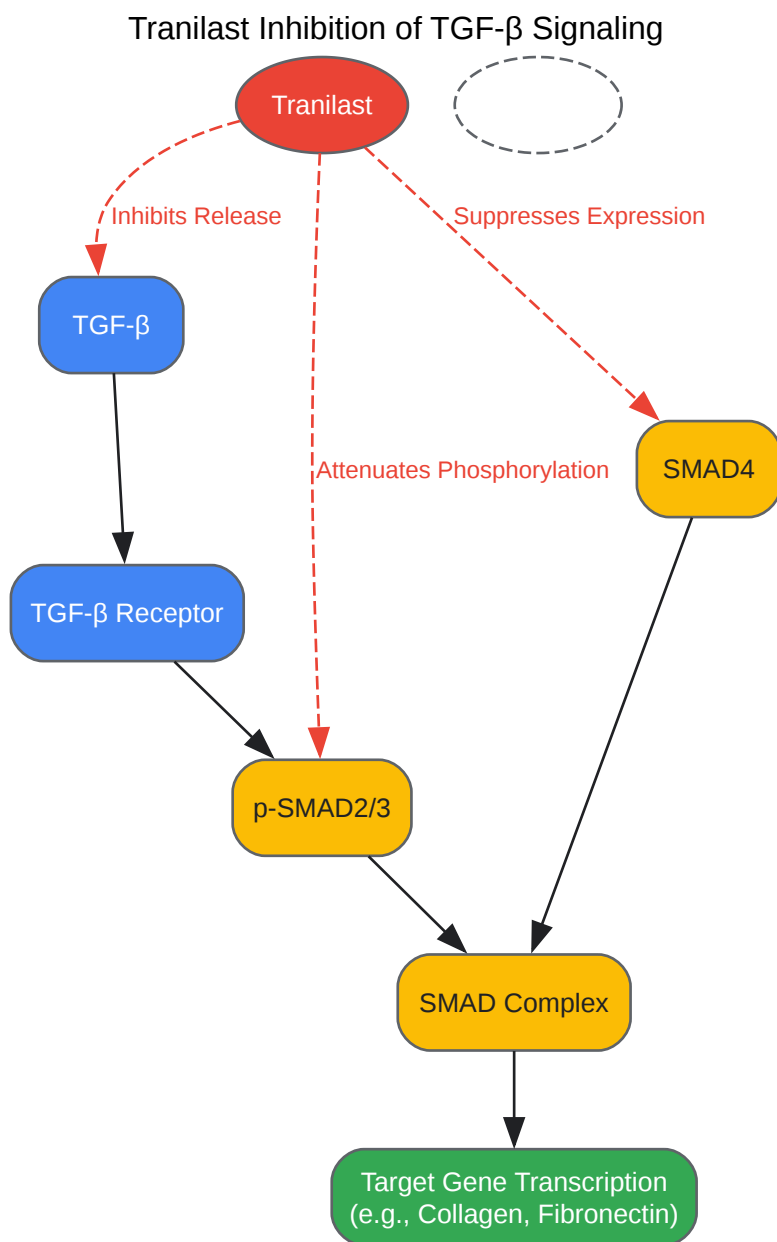 Tranilast Inhibition of TGF-β Signaling
Tranilast
Inhibits Release
Suppresses Expression
TGF-β
Attenuates Phosphorylation
SMAD4
TGF-β Receptor
p-SMAD2/3
SMAD Complex
Target Gene Transcription
(e.g., Collagen, Fibronectin)